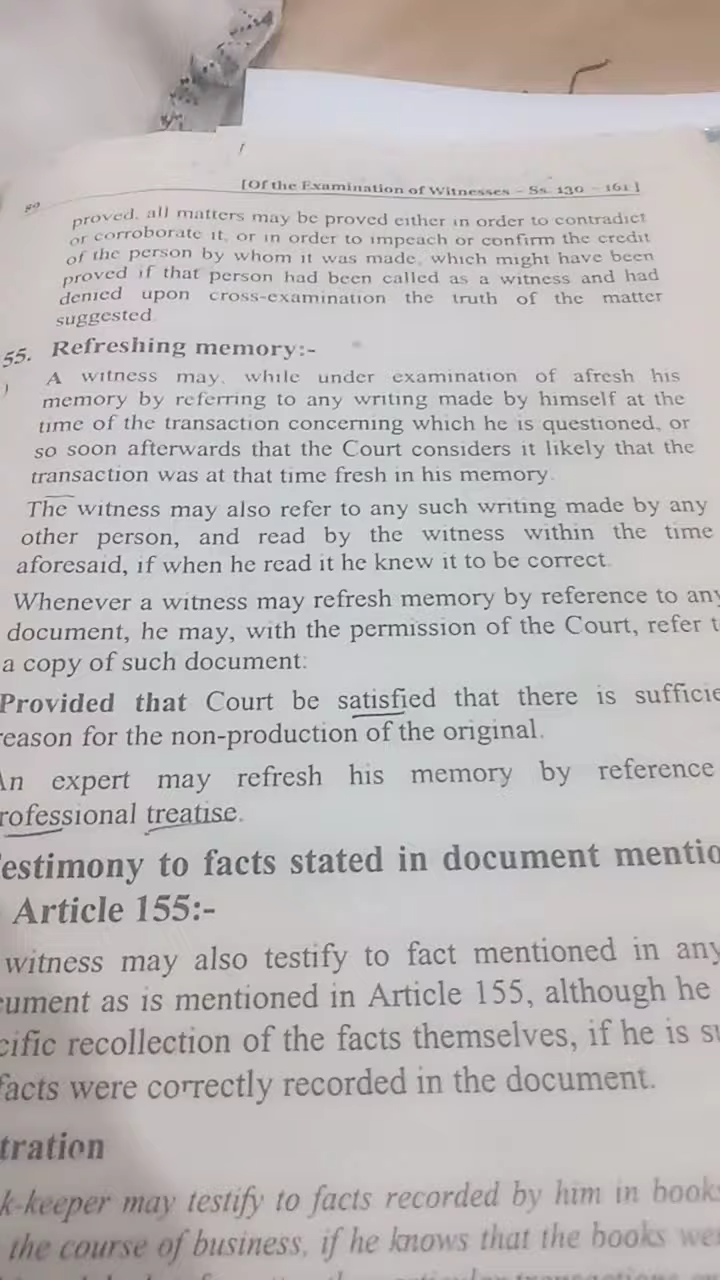 89
[Of the Examination of Witnesses – Ss. 130 – 161]
proved, all matters may be proved either in order to contradict
or corroborate it, or in order to impeach or confirm the credit
of the person by whom it was made, which might have been
proved if that person had been called as a witness and had
denied upon cross-examination the truth of the matter
suggested.
55. Refreshing memory:-
A witness may, while under examination of afresh his
memory by referring to any writing made by himself at the
time of the transaction concerning which he is questioned, or
so soon afterwards that the Court considers it likely that the
transaction was at that time fresh in his memory.
The witness may also refer to any such writing made by any
other person, and read by the witness within the time
aforesaid, if when he read it he knew it to be correct.
Whenever a witness may refresh memory by reference to any
document, he may, with the permission of the Court, refer t
a copy of such document:
Provided that Court be satisfied that there is sufficie
eason for the non-production of the original.
An expert may refresh his memory by reference
rofessional treatise.
estimony to facts stated in document mentio
Article 155:-
witness may also testify to fact mentioned in any
cument as is mentioned in Article 155, although he
cific recollection of the facts themselves, if he is su
facts were correctly recorded in the document.
tration
k-keeper may testify to facts recorded by him in books
the course of business, if he knows that the books wer